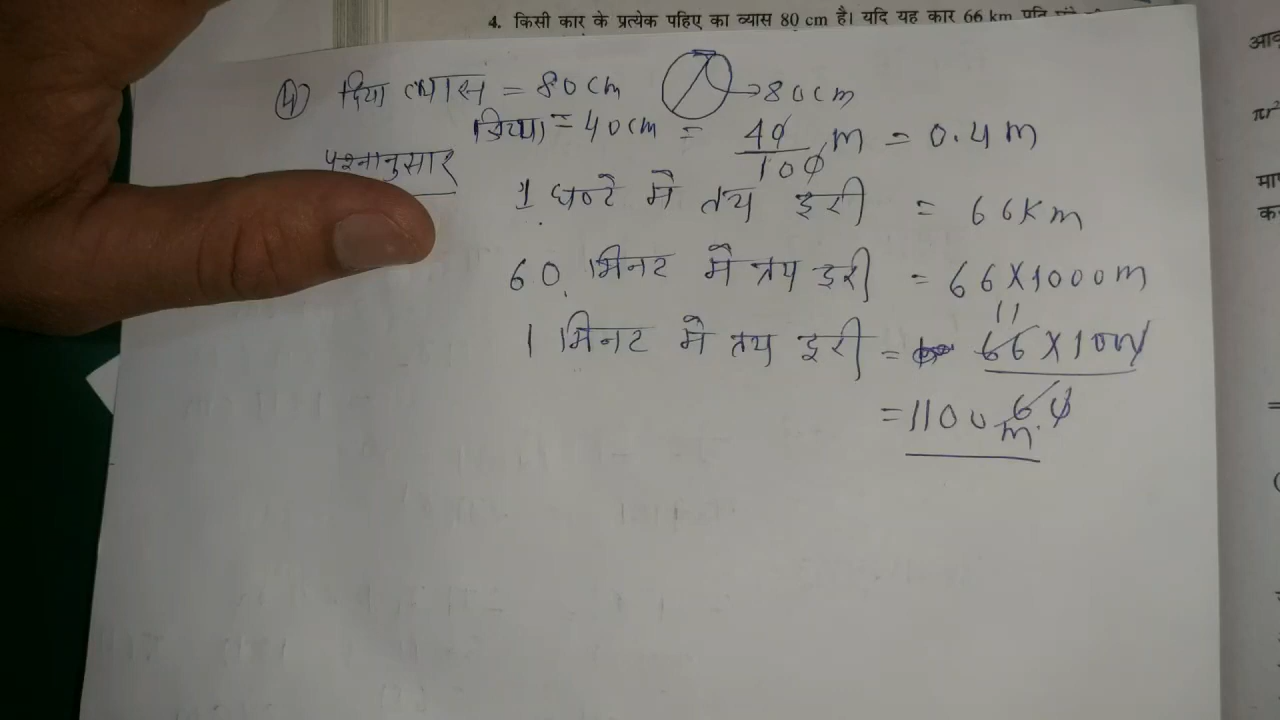 4. किसी कार के प्रत्येक पहिए का व्यास 80 cm है। यदि यह कार 66 km प्रति
④ दिया व्यास = 80 cm → 80 cm
त्रिज्या = 40 cm = 40/100 m = 0.4 m
प्रश्नानुसार
1 घण्टे मे तय दूरी = 66 Km
60 मिनट मे तय दूरी = 66 X 1000 m
11
1 मिनट मे तय दूरी = 66 X 1000
60
= 1100 m.